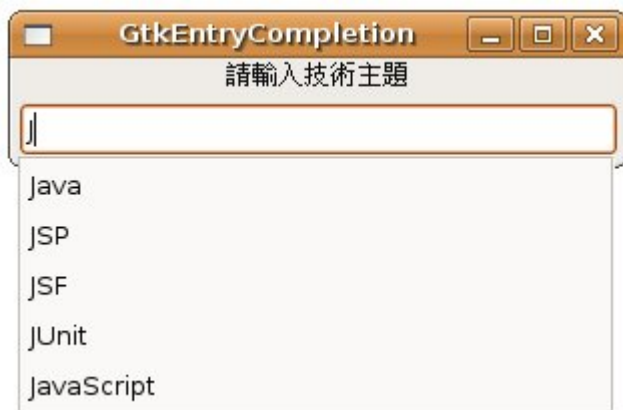 GtkEntryCompletion
請輸入技術主題
J
Java
JSP
JSF
JUnit
JavaScript